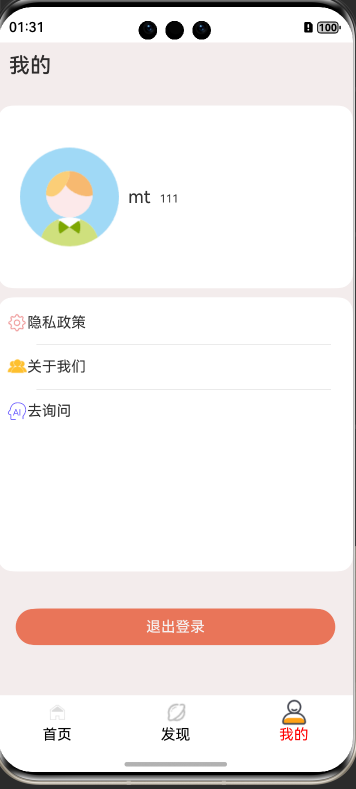 01:31 100
我的
mt 111
隐私政策
关于我们
AI 去询问
退出登录
首页 发现 我的